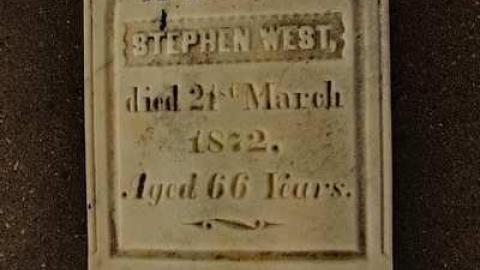 STEPHEN WEST,
died 21st March
1872.
Aged 66 Years.